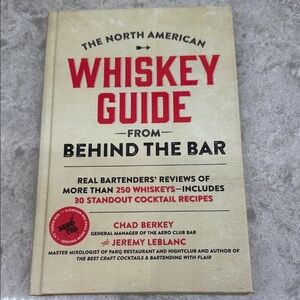 THE NORTH AMERICAN
WHISKEY
GUIDE
FROM
BEHIND THE BAR
REAL BARTENDERS' REVIEWS OF
MORE THAN 250 WHISKEYS—INCLUDES
30 STANDOUT COCKTAIL RECIPES
CHAD BERKEY
GENERAL MANAGER OF THE AERO CLUB BAR
with JEREMY LEBLANC
MASTER MIXOLOGIST OF PARQ RESTAURANT AND NIGHTCLUB AND AUTHOR OF
THE BEST CRAFT COCKTAILS & BARTENDING WITH FLAIR